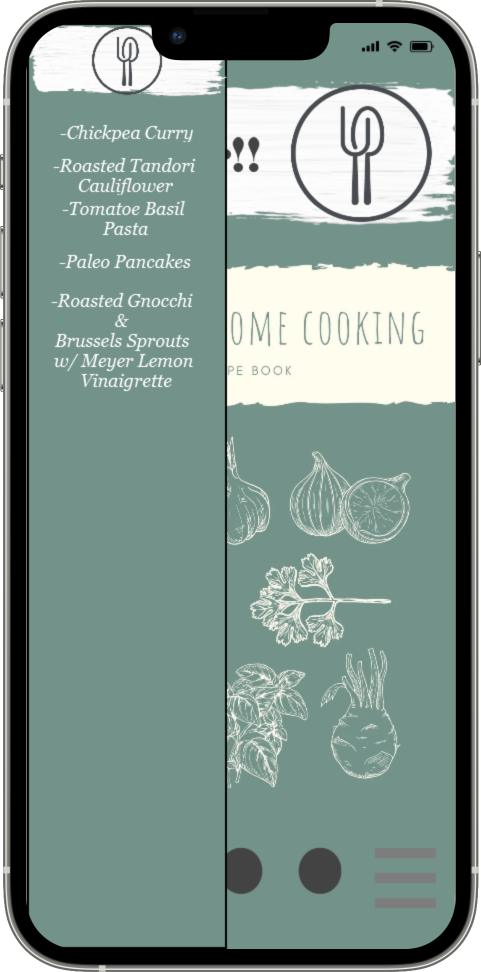 -Chickpea Curry
-Roasted Tandori
Cauliflower
-Tomatoe Basil
Pasta
-Paleo Pancakes
-Roasted Gnocchi
&
Brussels Sprouts
w/ Meyer Lemon
Vinaigrette
!!
OME COOKING
PE BOOK